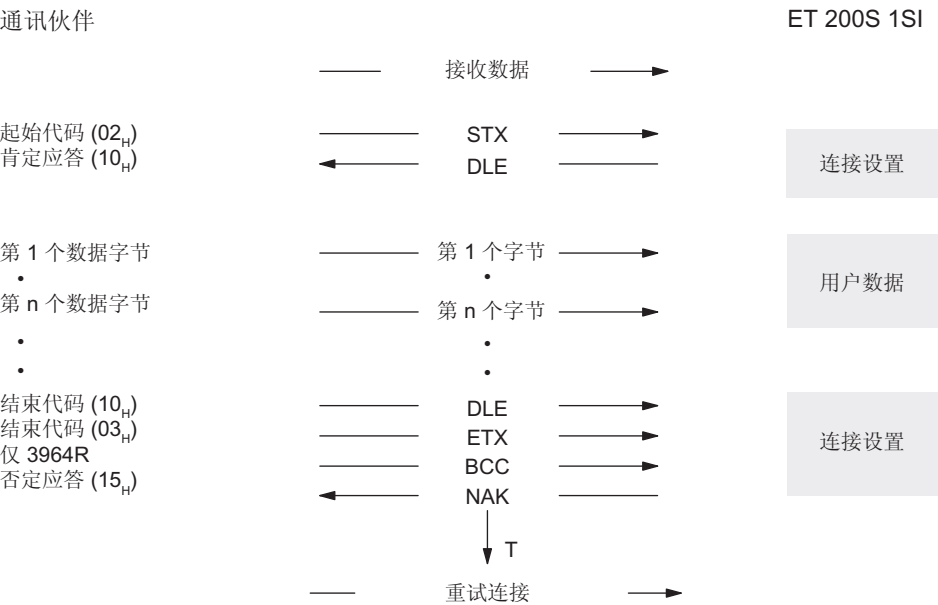 通讯伙伴 ET 200S 1SI
接收数据
起始代码 (02H) STX
肯定应答 (10H) DLE 连接设置
第 1 个数据字节 第 1 个字节
用户数据
第 n 个数据字节 第 n 个字节
结束代码 (10H) DLE
结束代码 (03H) ETX 连接设置
仅 3964R BCC
否定应答 (15H) NAK
T
重试连接